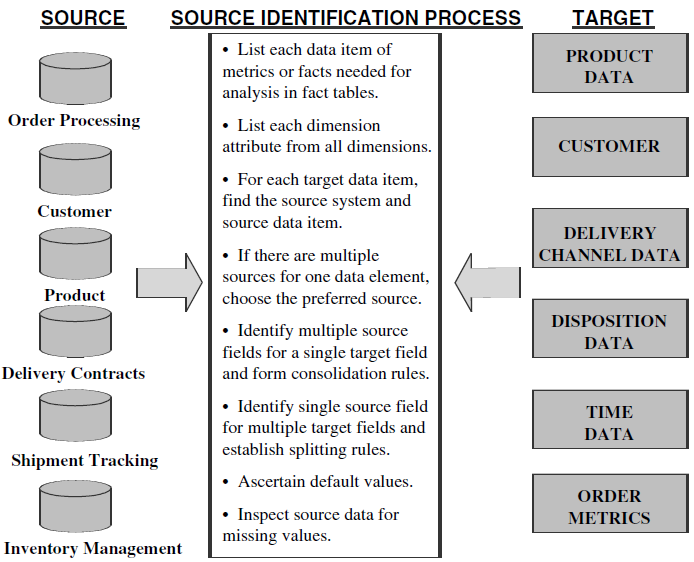 SOURCE
SOURCE IDENTIFICATION PROCESS
TARGET
Order Processing
Customer
Product
Delivery Contracts
Shipment Tracking
Inventory Management
• List each data item of
metrics or facts needed for
analysis in fact tables.
• List each dimension
attribute from all dimensions.
• For each target data item,
find the source system and
source data item.
• If there are multiple
sources for one data element,
choose the preferred source.
• Identify multiple source
fields for a single target field
and form consolidation rules.
• Identify single source field
for multiple target fields and
establish splitting rules.
• Ascertain default values.
• Inspect source data for
missing values.
PRODUCT
DATA
CUSTOMER
DELIVERY
CHANNEL DATA
DISPOSITION
DATA
TIME
DATA
ORDER
METRICS